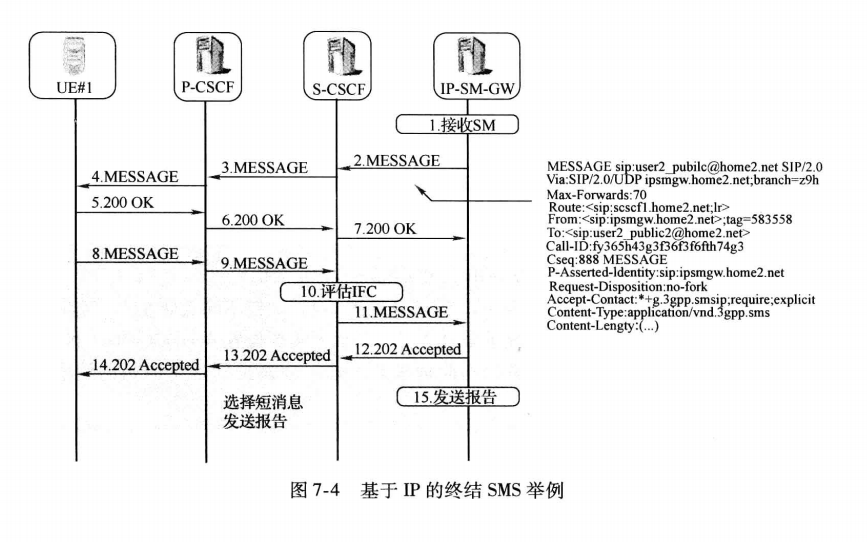 UE#1
P-CSCF
S-CSCF
IP-SM-GW
1.接收SM
2.MESSAGE
3.MESSAGE
4.MESSAGE
5.200 OK
6.200 OK
7.200 OK
8.MESSAGE
9.MESSAGE
10.评估IFC
11.MESSAGE
12.202 Accepted
13.202 Accepted
14.202 Accepted
15.发送报告
选择短消息
发送报告
MESSAGE sip:user2_pubilc@home2.net SIP/2.0
Via:SIP/2.0/UDP ipsmgw.home2.net;branch=z9h
Max-Forwards:70
Route:<sip:scscf1.home2.net;lr>
From:<sip:ipsmgw.home2.net>;tag=583558
To:<sip:user2_public2@home2.net>
Call-ID:fy365h43g3f36f3f6fth74g3
Cseq:888 MESSAGE
P-Asserted-ldentity:sip:ipsmgw.home2.net
Request-Disposition:no-fork
Accept-Contact:*+g.3gpp.smsip;require;explicit
Content-Type:application/vnd.3gpp.sms
Content-Lengty:(...)
图 7-4 基于 IP 的终结 SMS 举例